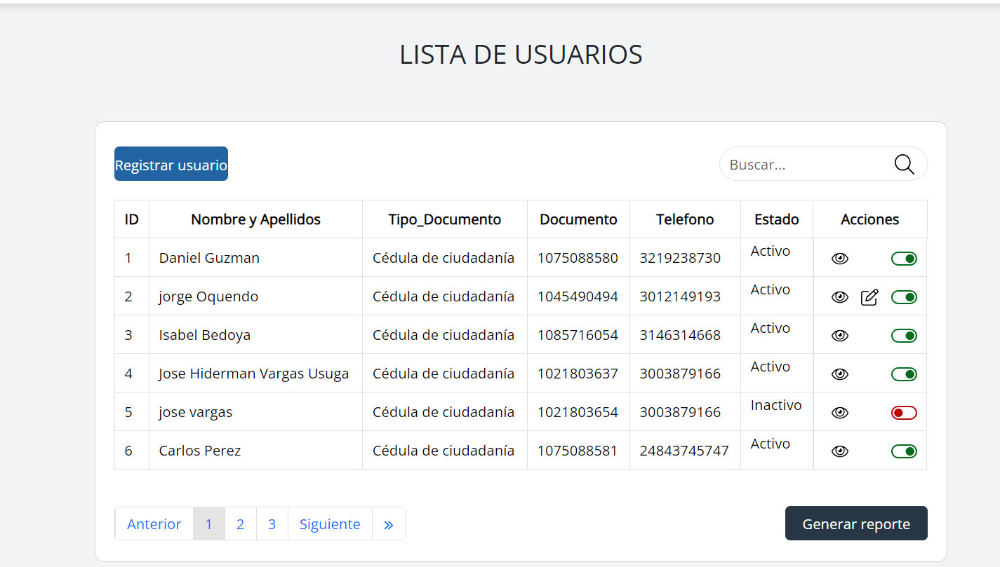 LISTA DE USUARIOS
Registrar usuario
Buscar...
ID Nombre y Apellidos Tipo_Documento Documento Telefono Estado Acciones
1 Daniel Guzman Cédula de ciudadanía 1075088580 3219238730 Activo
2 jorge Oquendo Cédula de ciudadanía 1045490494 3012149193 Activo
3 Isabel Bedoya Cédula de ciudadanía 1085716054 3146314668 Activo
4 Jose Hiderman Vargas Usuga Cédula de ciudadanía 1021803637 3003879166 Activo
5 jose vargas Cédula de ciudadanía 1021803654 3003879166 Inactivo
6 Carlos Perez Cédula de ciudadanía 1075088581 24843745747 Activo
Anterior 1 2 3 Siguiente »
Generar reporte